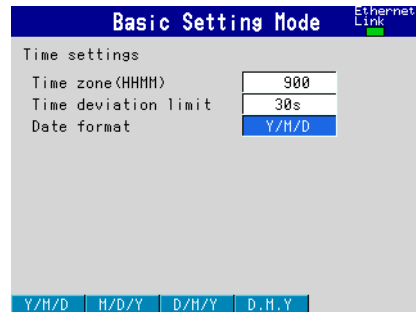 Basic Setting Mode
Ethernet
Link
Time settings
Time zone(HHMM) 900
Time deviation limit 30s
Date format Y/M/D
Y/M/D M/D/Y D/M/Y D.M.Y